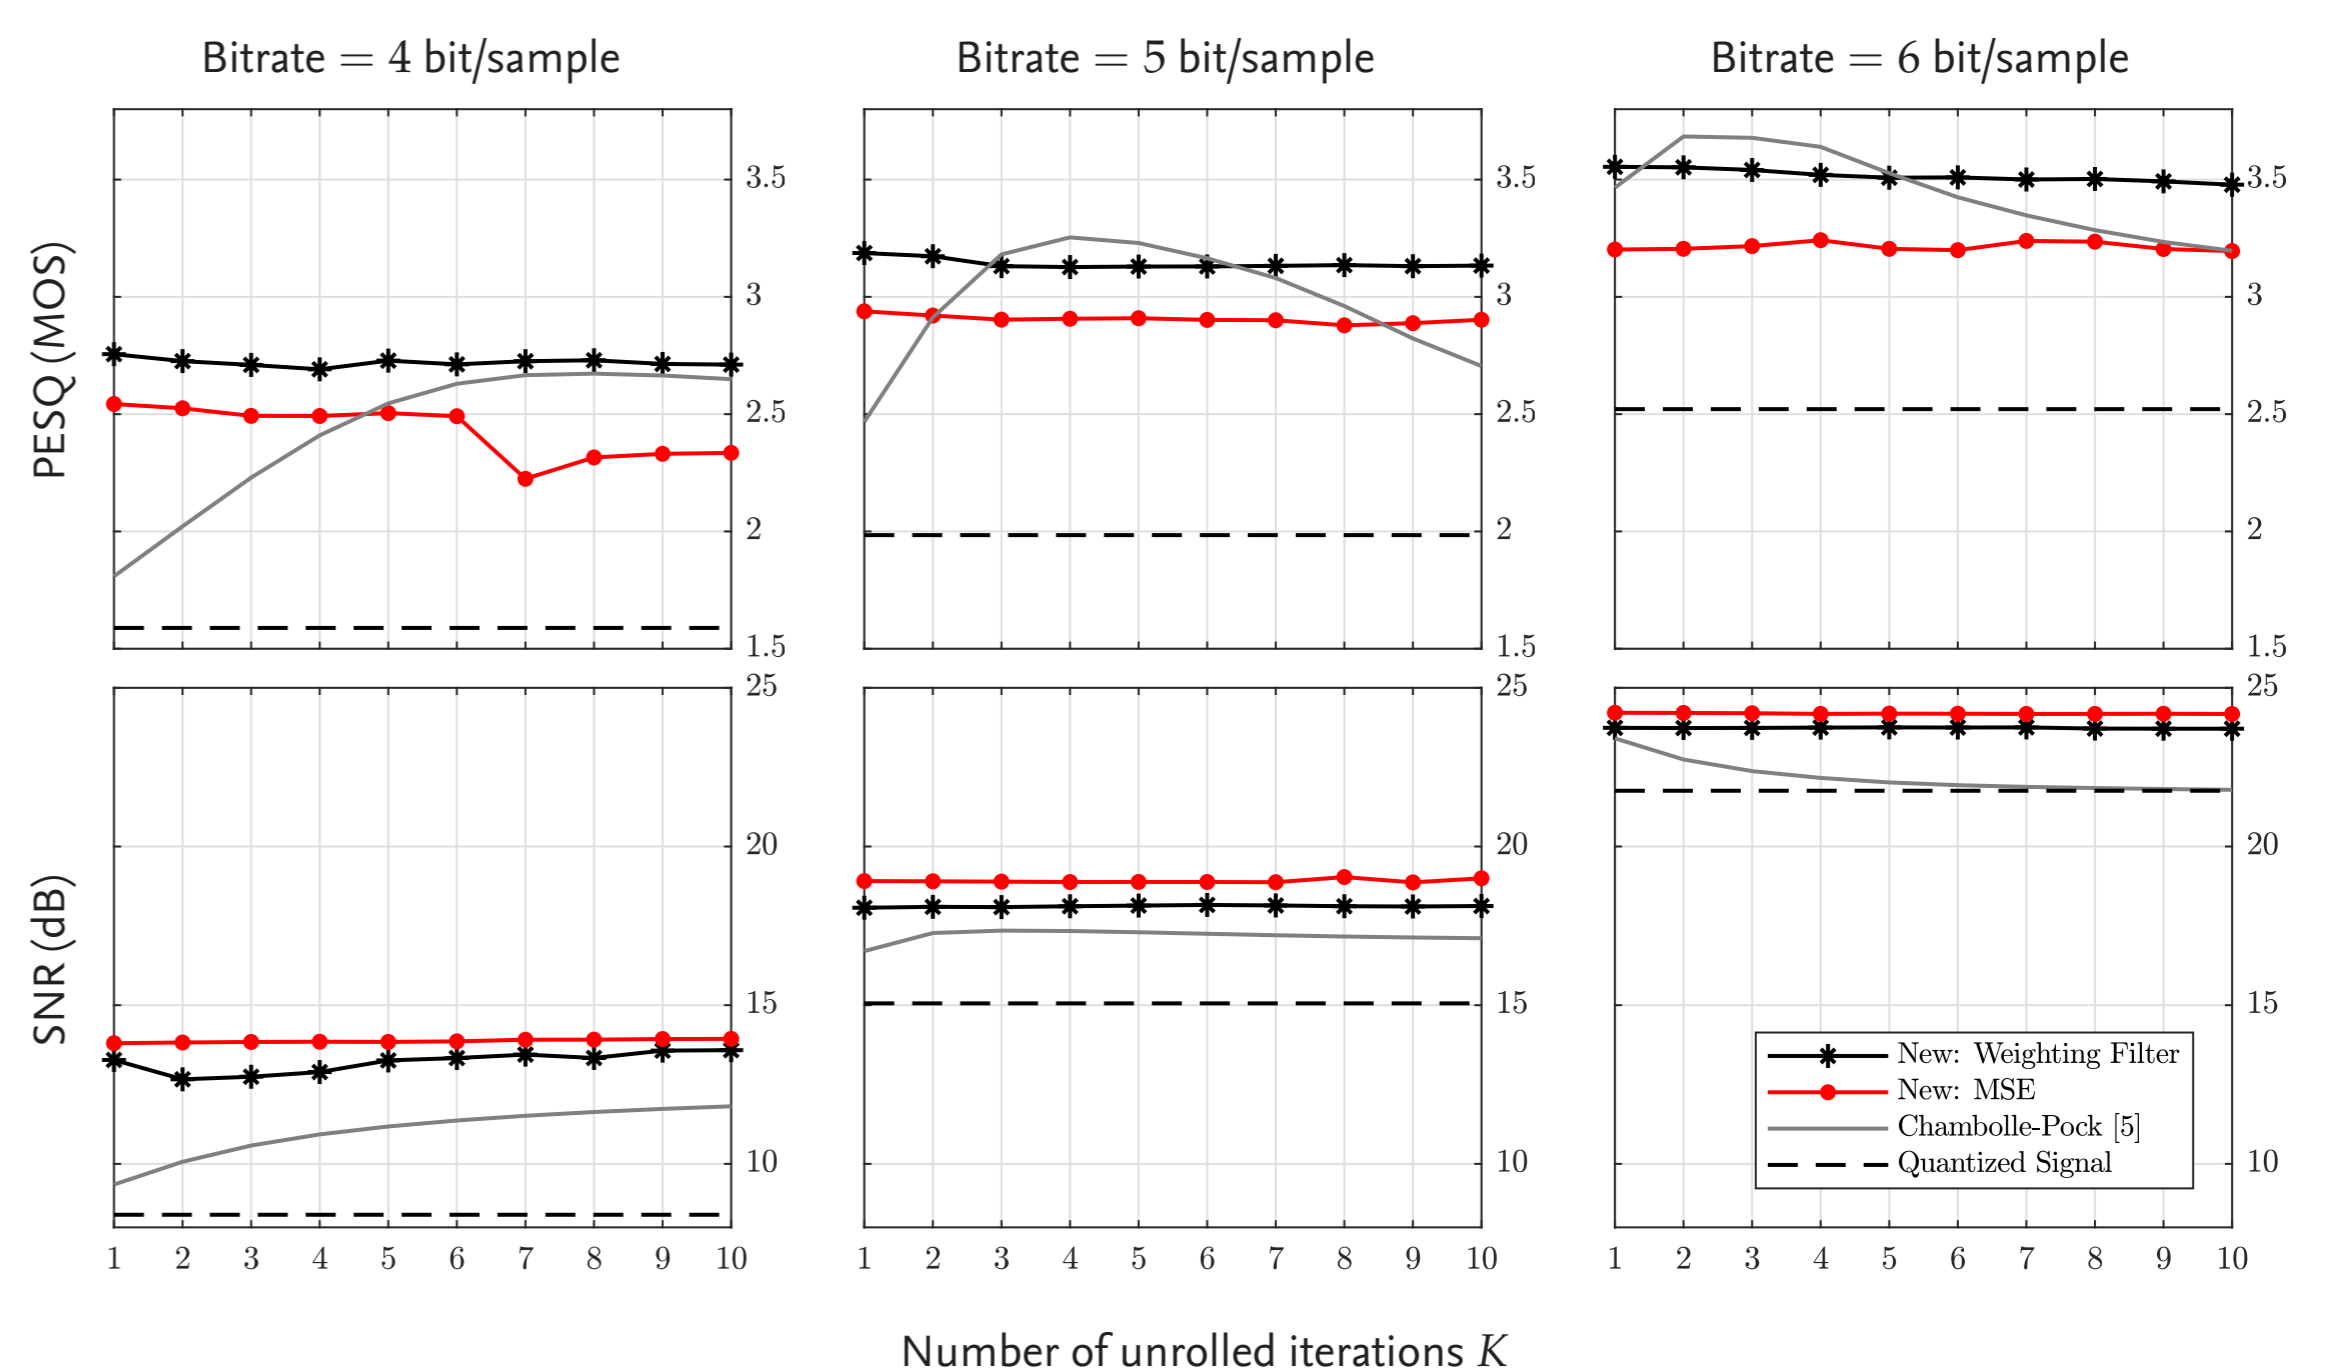 Bitrate = 4 bit/sample
Bitrate = 5 bit/sample
Bitrate = 6 bit/sample
PESQ (MOS)
3.5
3
2.5
2
1.5
3.5
3
2.5
2
1.5
3.5
3
2.5
2
1.5
SNR (dB)
25
20
15
10
25
20
15
10
25
20
15
10
New: Weighting Filter
New: MSE
Chambolle-Pock [5]
Quantized Signal
1 2 3 4 5 6 7 8 9 10
1 2 3 4 5 6 7 8 9 10
1 2 3 4 5 6 7 8 9 10
Number of unrolled iterations K